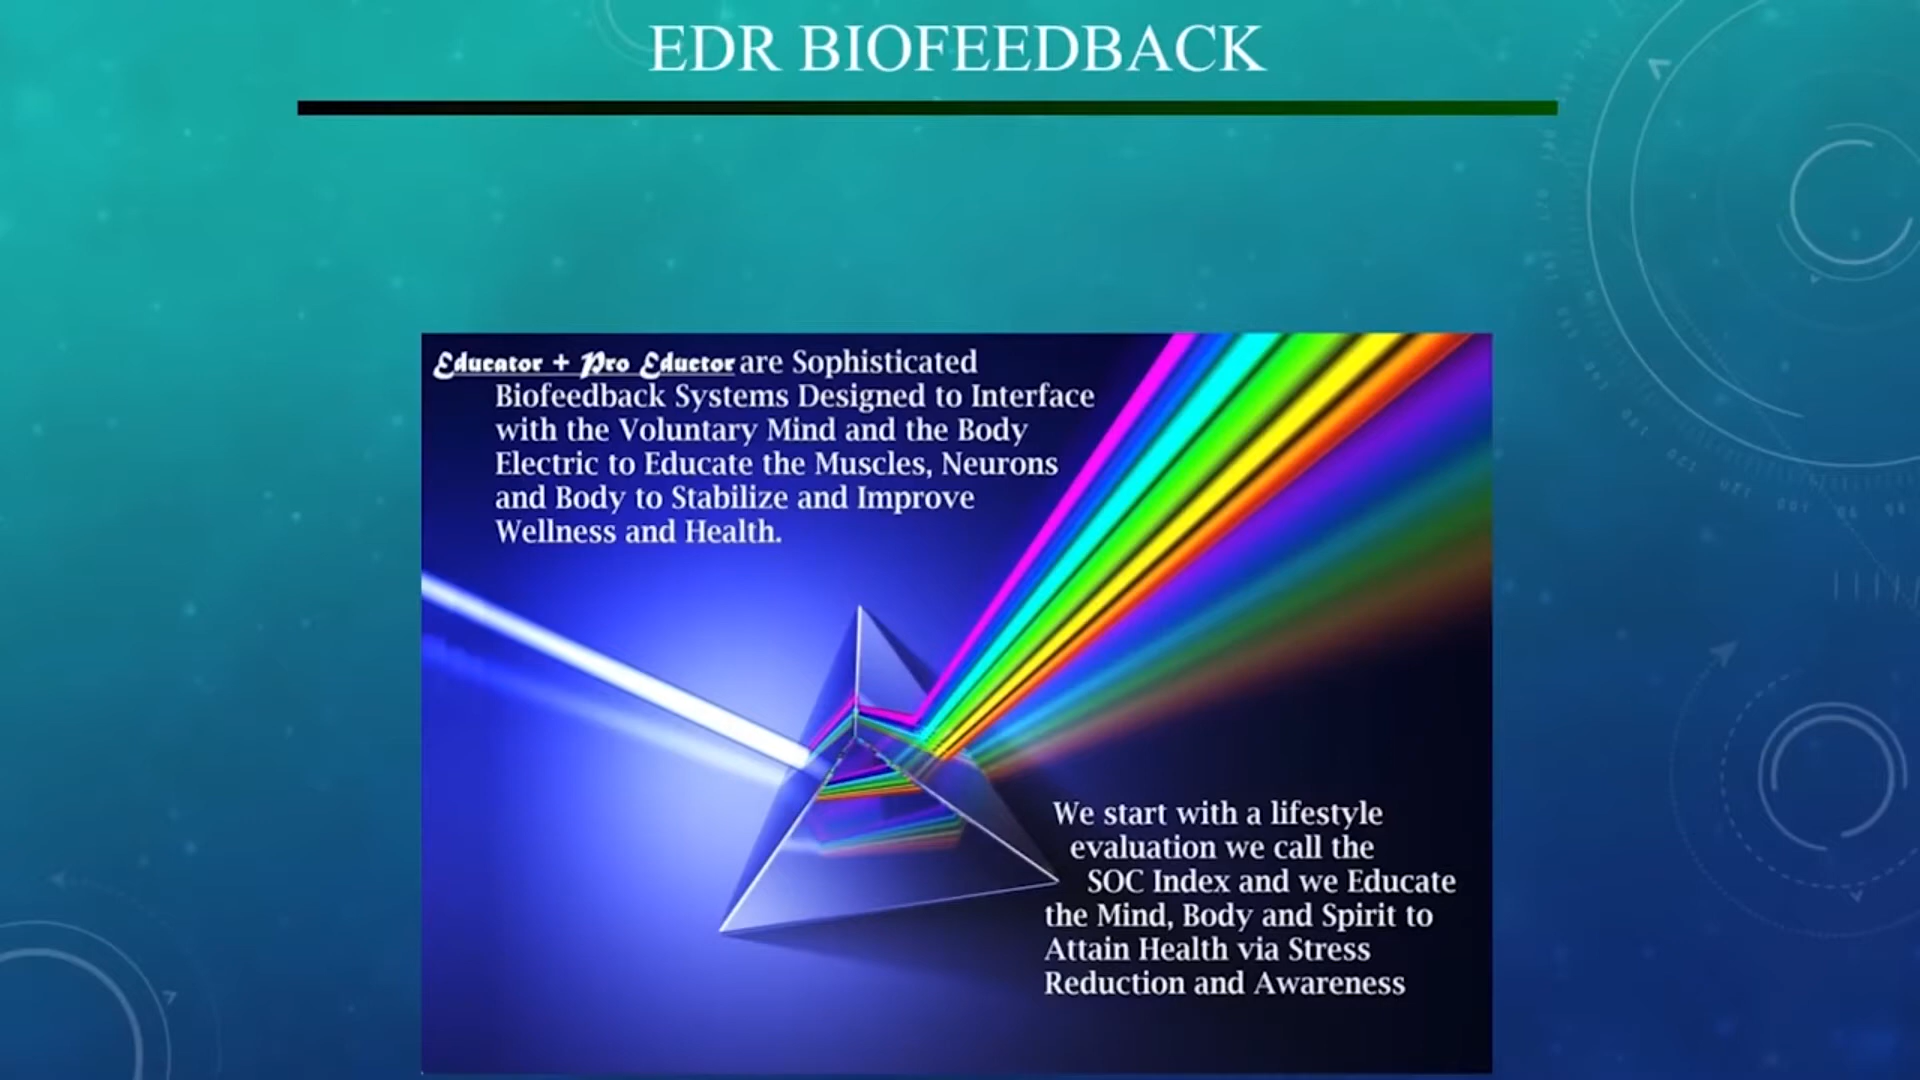 EDR BIOFEEDBACK
Educator + Pro Eductor are Sophisticated
Biofeedback Systems Designed to Interface
with the Voluntary Mind and the Body
Electric to Educate the Muscles, Neurons
and Body to Stabilize and Improve
Wellness and Health.
We start with a lifestyle
evaluation we call the
SOC Index and we Educate
the Mind, Body and Spirit to
Attain Health via Stress
Reduction and Awareness